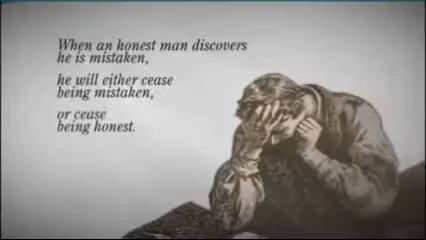 When an honest man discovers
he is mistaken,
he will either cease
being mistaken,
or cease
being honest.